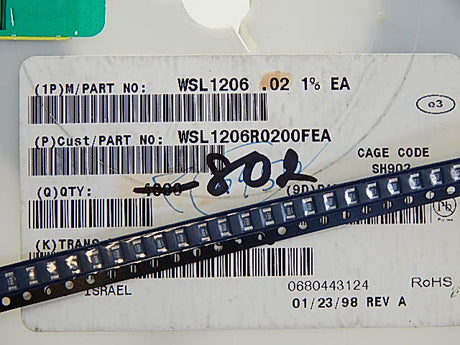 (1P)M/PART NO: WSL1206 .02 1% EA
e3
(P)Cust/PART NO: WSL1206R0200FEA
CAGE CODE
(Q)QTY: 4000 802
(K)TRANS
Pb
ISRAEL
0680443124
RoHS
01/23/98 REV A